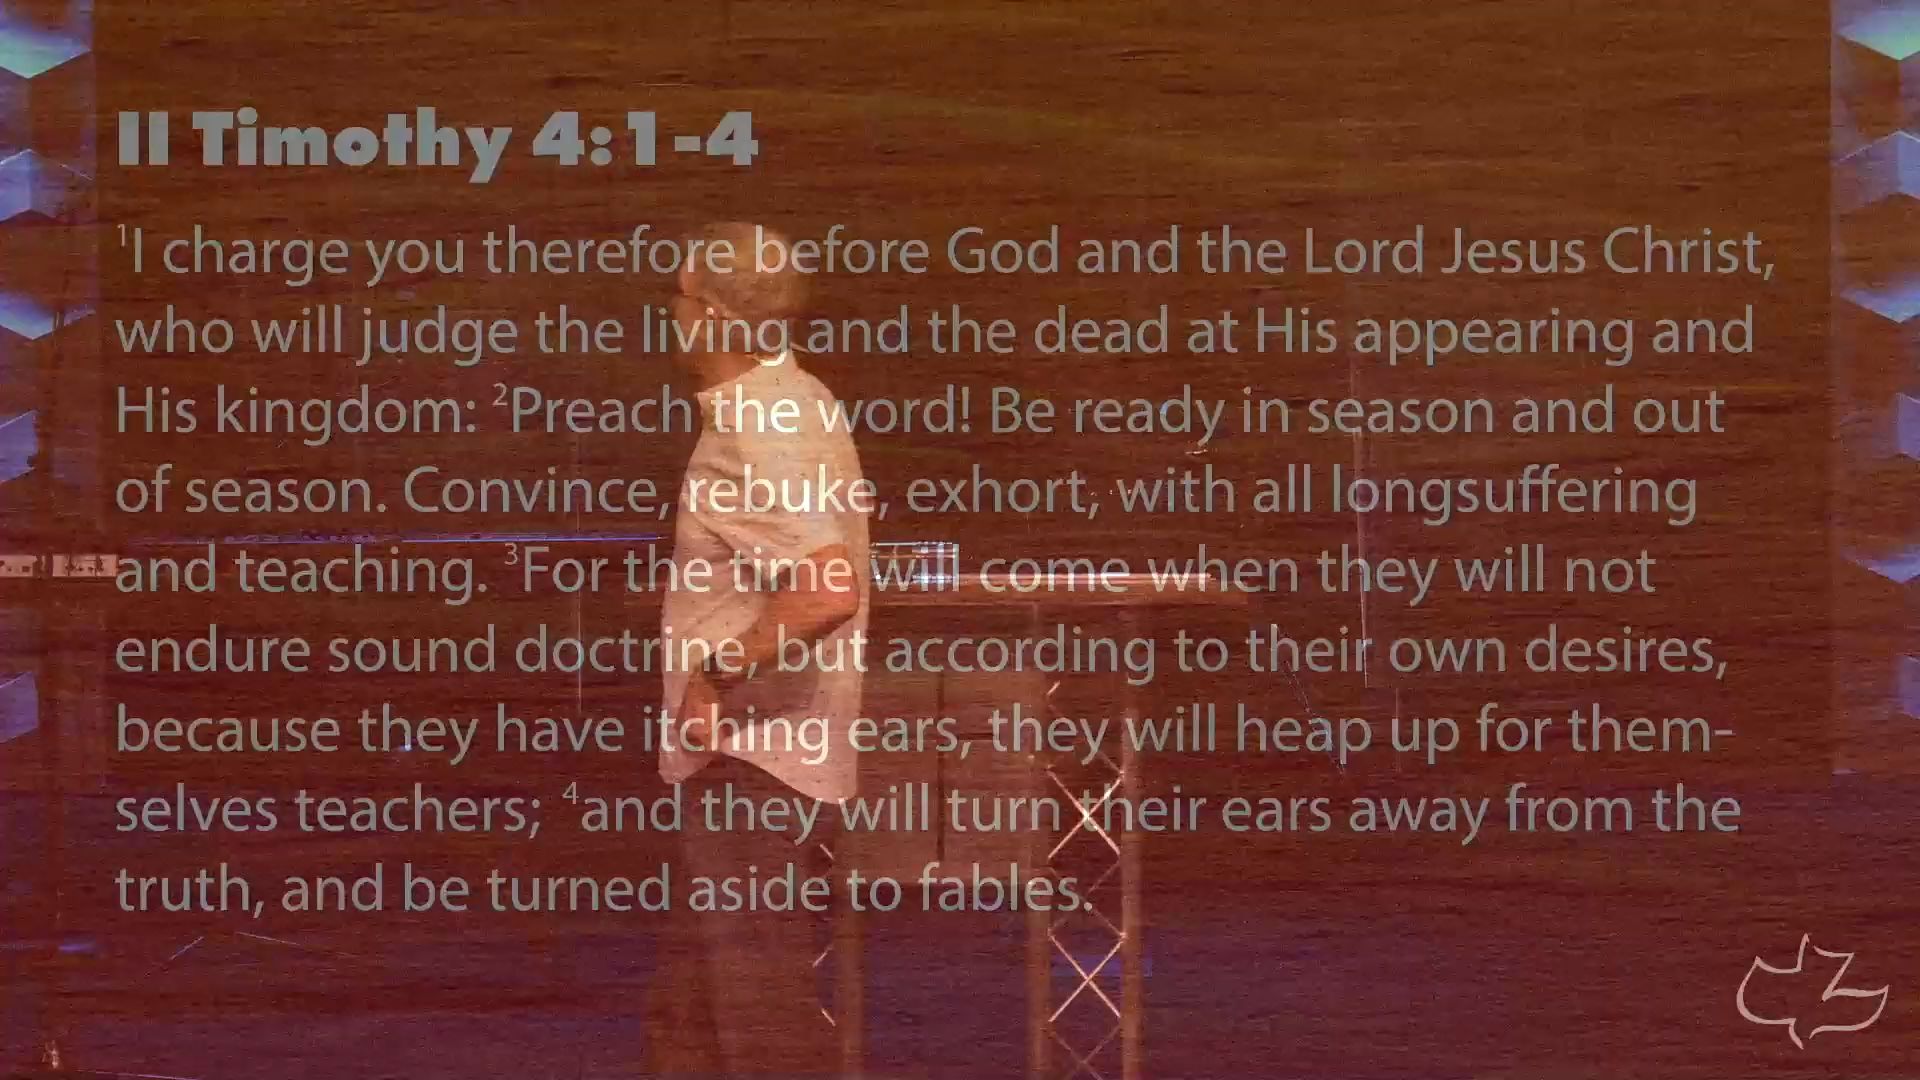 II Timothy 4:1-4
¹I charge you therefore before God and the Lord Jesus Christ,
who will judge the living and the dead at His appearing and
His kingdom: ²Preach the word! Be ready in season and out
of season. Convince, rebuke, exhort, with all longsuffering
and teaching. ³For the time will come when they will not
endure sound doctrine, but according to their own desires,
because they have itching ears, they will heap up for them-
selves teachers; ⁴and they will turn their ears away from the
truth, and be turned aside to fables.